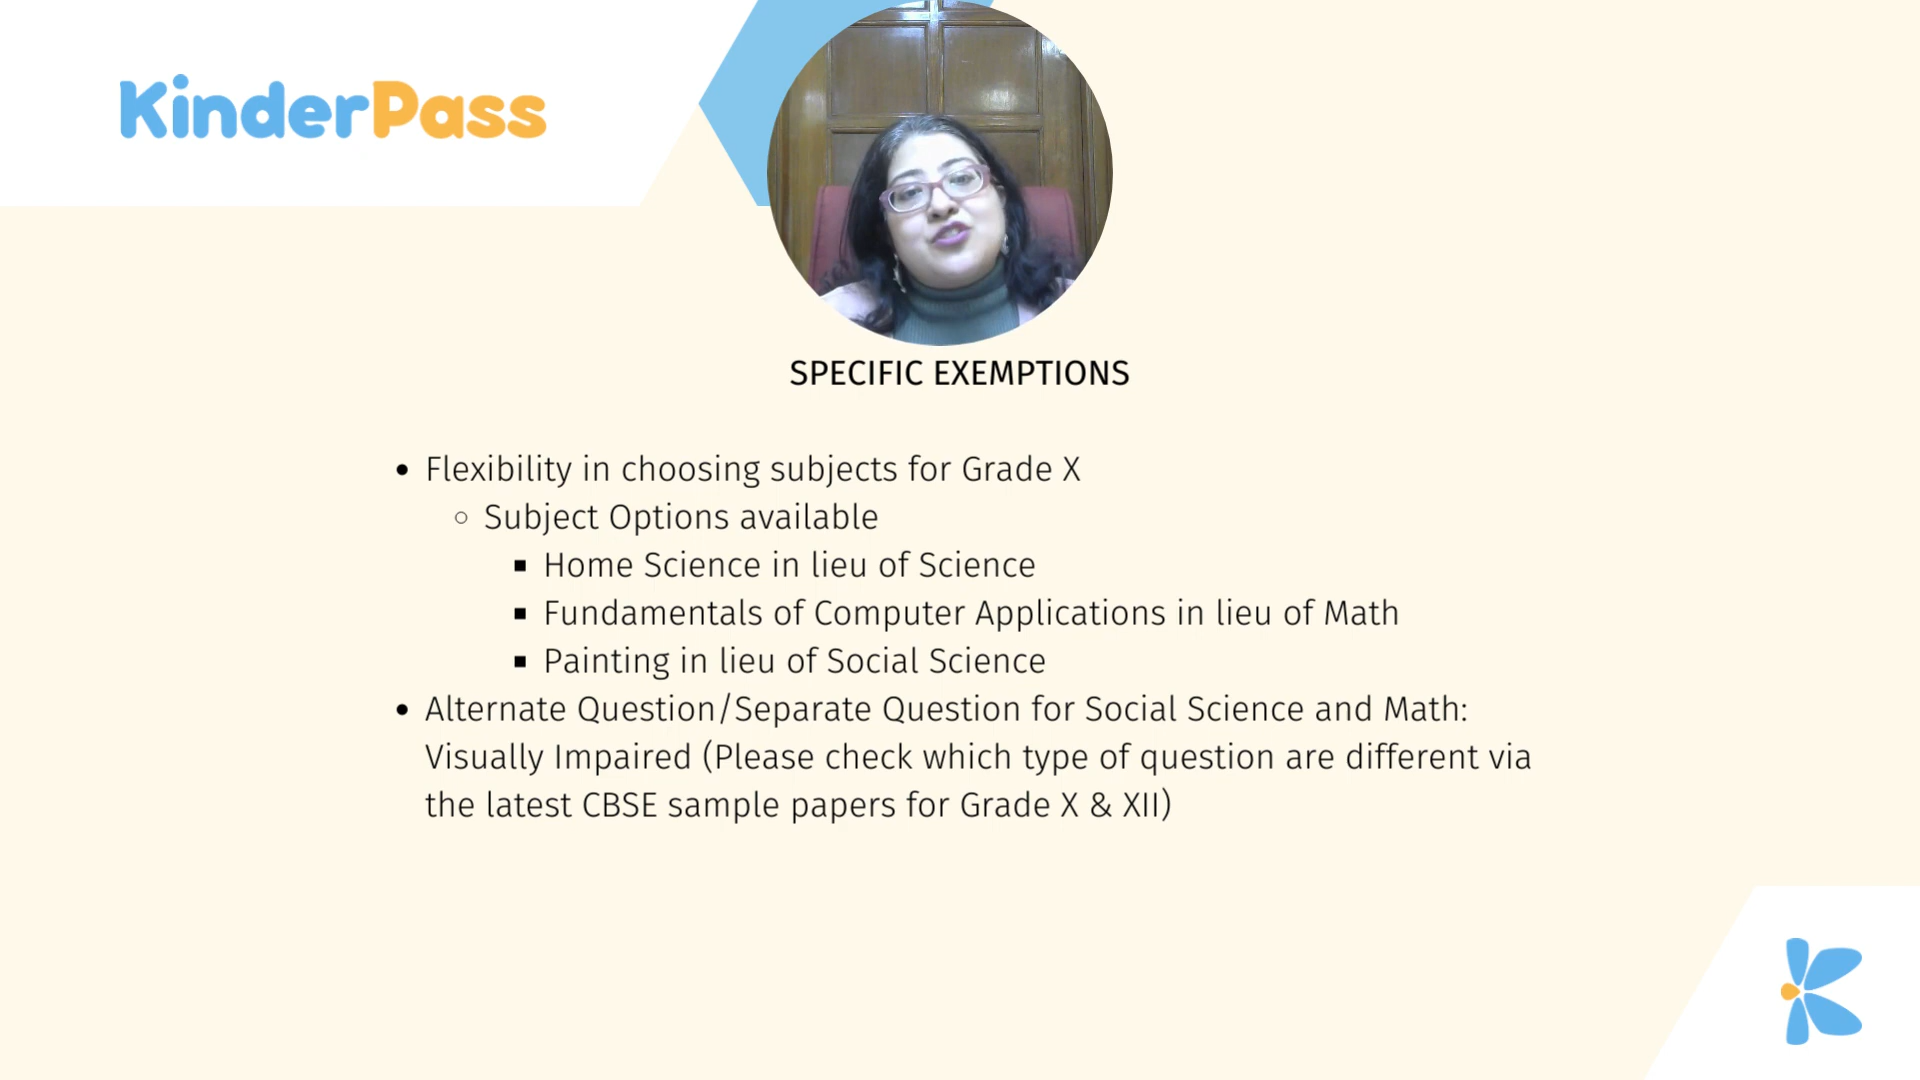 KinderPass
SPECIFIC EXEMPTIONS
• Flexibility in choosing subjects for Grade X
○ Subject Options available
▪ Home Science in lieu of Science
▪ Fundamentals of Computer Applications in lieu of Math
▪ Painting in lieu of Social Science
• Alternate Question/Separate Question for Social Science and Math:
Visually Impaired (Please check which type of question are different via
the latest CBSE sample papers for Grade X & XII)